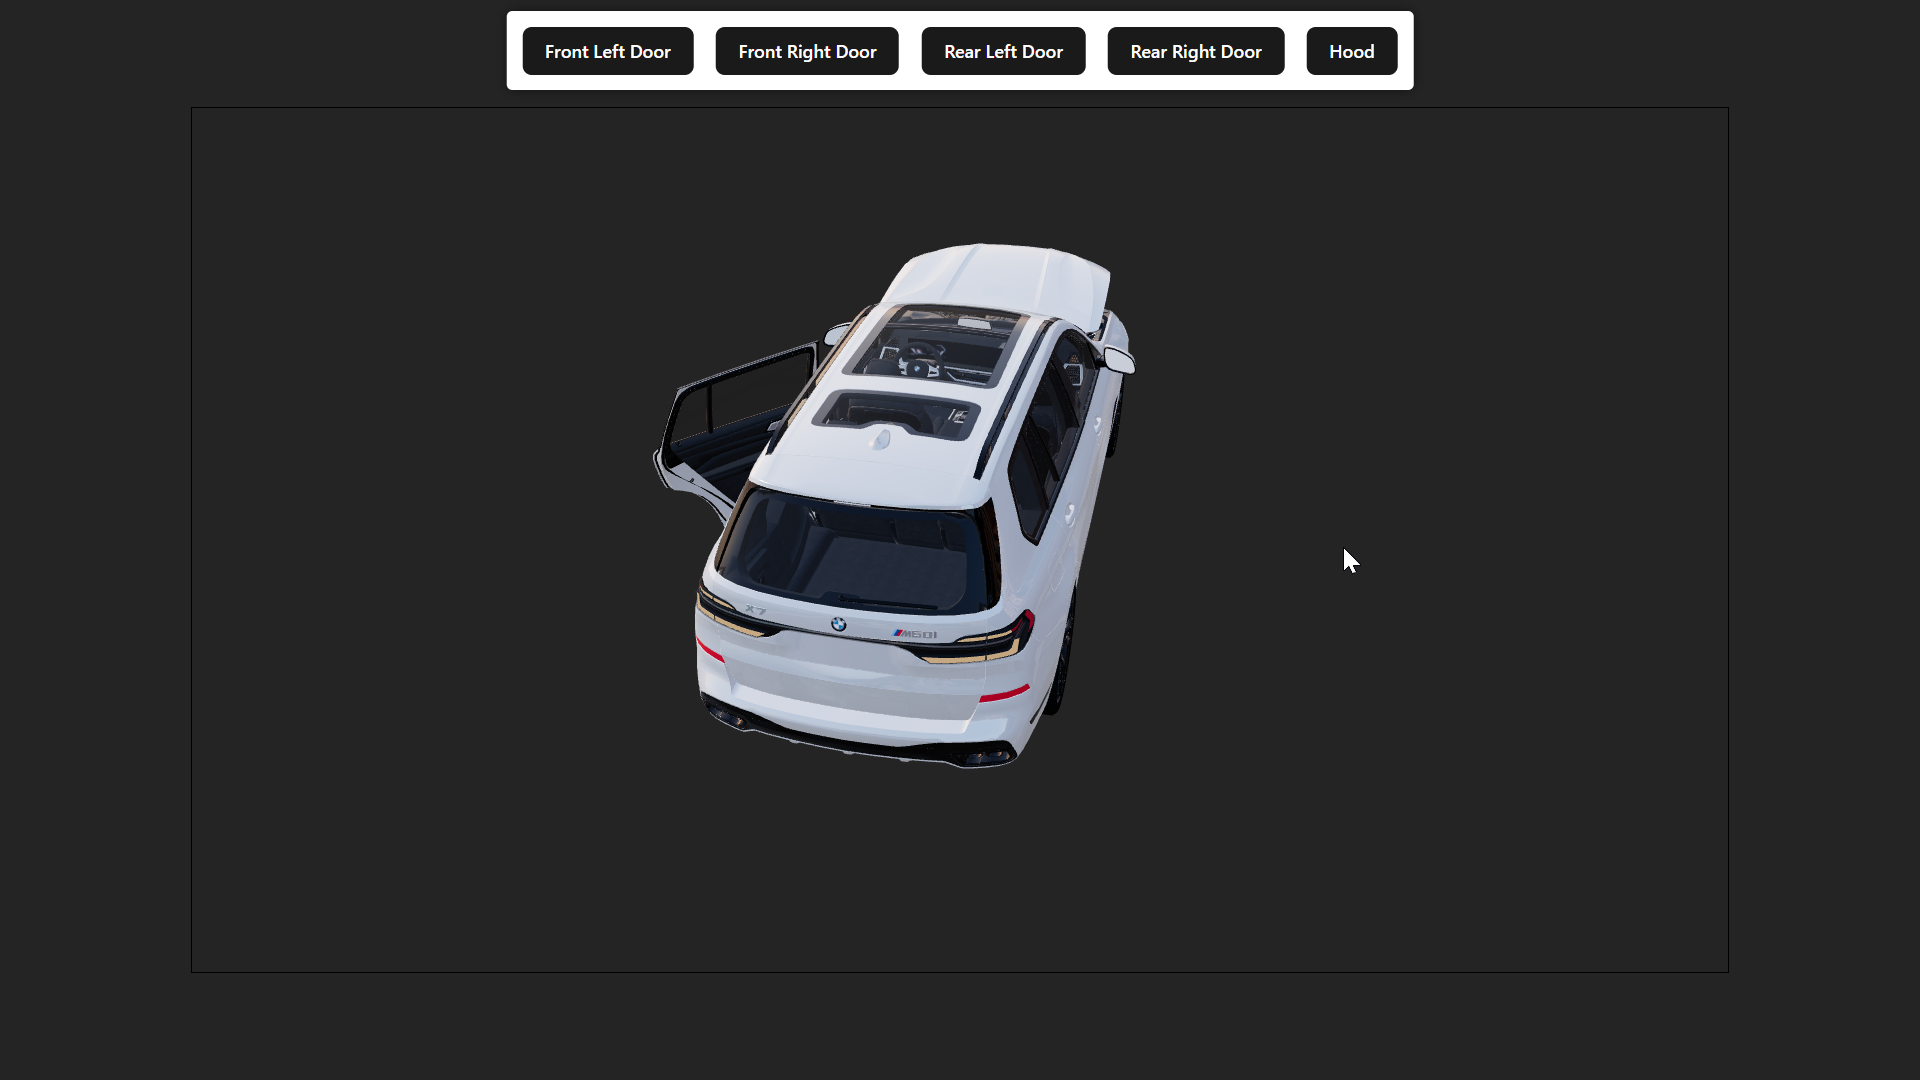 Front Left Door
Front Right Door
Rear Left Door
Rear Right Door
Hood
X7
M60I